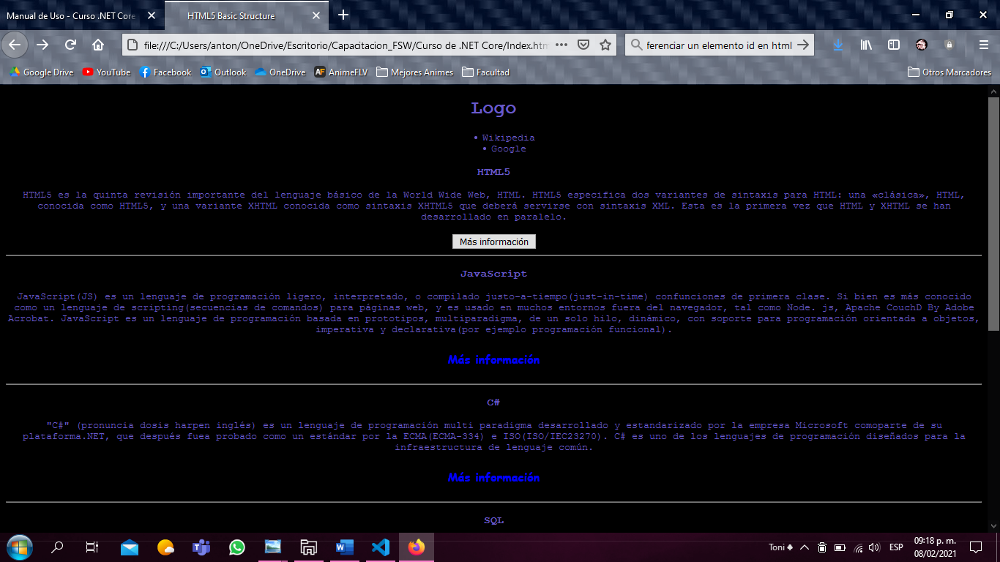 Manual de Uso - Curso .NET Core
HTML5 Basic Structure
file:///C:/Users/anton/OneDrive/Escritorio/Capacitacion_FSW/Curso de .NET Core/Index.htm
ferenciar un elemento id en html
Google Drive
YouTube
Facebook
Outlook
OneDrive
AnimeFLV
Mejores Animes
Facultad
Otros Marcadores
Logo
• Wikipedia
• Google
HTML5
HTML5 es la quinta revisión importante del lenguaje básico de la World Wide Web, HTML. HTML5 especifica dos variantes de sintaxis para HTML: una «clásica», HTML,
conocida como HTML5, y una variante XHTML conocida como sintaxis XHTML5 que deberá servirse con sintaxis XML. Esta es la primera vez que HTML y XHTML se han
desarrollado en paralelo.
Más información
JavaScript
JavaScript(JS) es un lenguaje de programación ligero, interpretado, o compilado justo-a-tiempo(just-in-time) confunciones de primera clase. Si bien es más conocido
como un lenguaje de scripting(secuencias de comandos) para páginas web, y es usado en muchos entornos fuera del navegador, tal como Node. js, Apache CouchD By Adobe
Acrobat. JavaScript es un lenguaje de programación basada en prototipos, multiparadigma, de un solo hilo, dinámico, con soporte para programación orientada a objetos,
imperativa y declarativa(por ejemplo programación funcional).
Más información
C#
"C#" (pronuncia dosis harpen inglés) es un lenguaje de programación multi paradigma desarrollado y estandarizado por la empresa Microsoft comoparte de su
plataforma.NET, que después fuea probado como un estándar por la ECMA(ECMA-334) e ISO(ISO/IEC23270). C# es uno de los lenguajes de programación diseñados para la
infraestructura de lenguaje común.
Más información
SQL
Toni
ESP
09:18 p. m.
08/02/2021